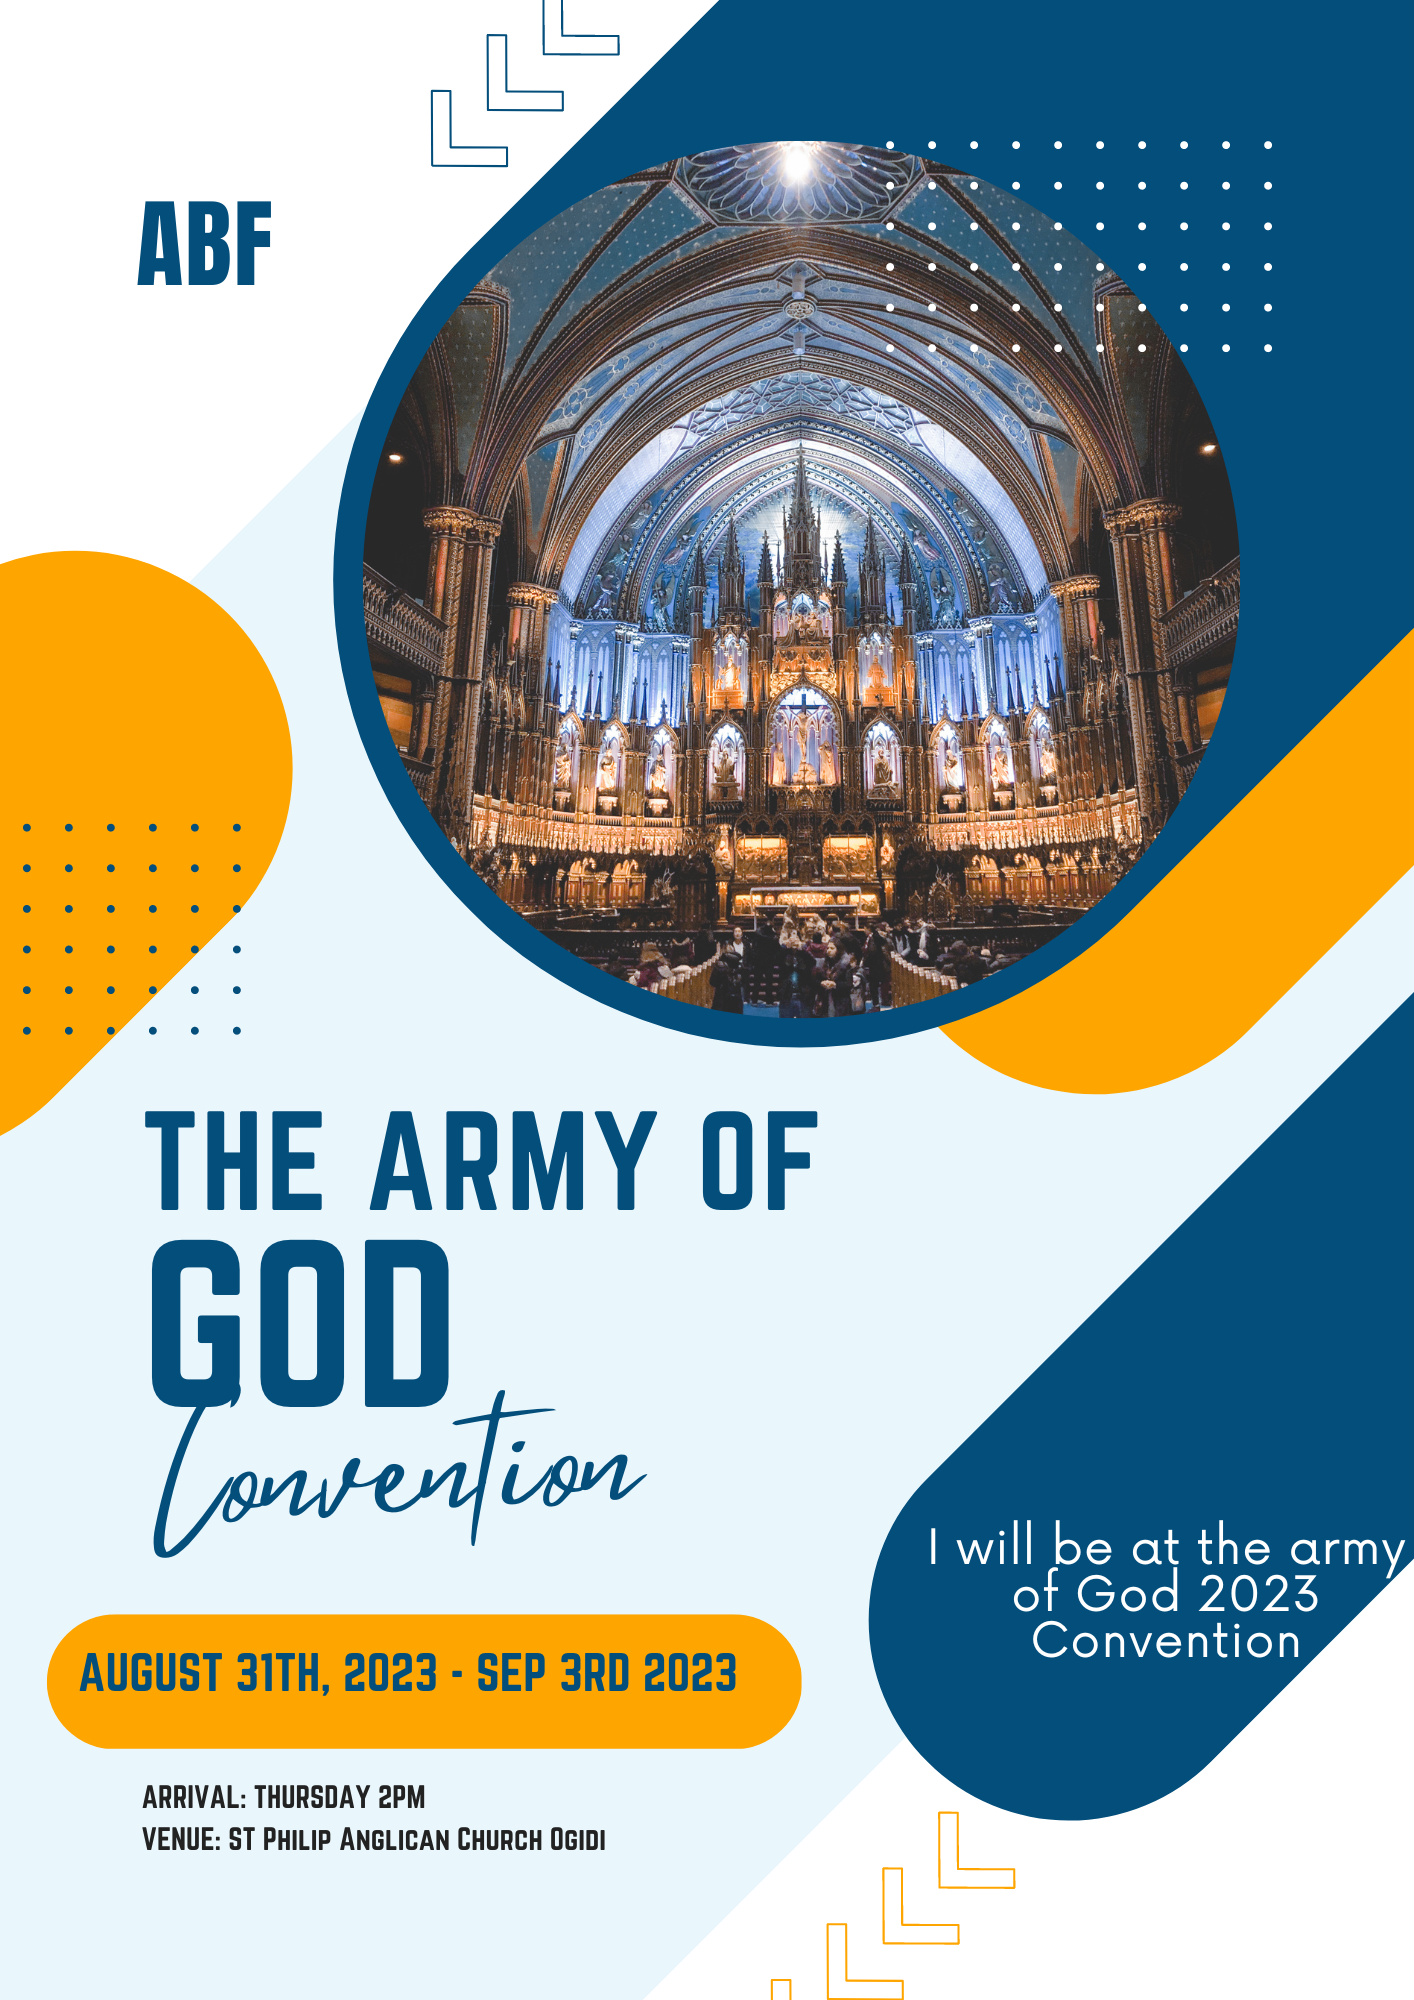 ABF
THE ARMY OF
GOD
Convention
I will be at the army
of God 2023
Convention
AUGUST 31TH, 2023 - SEP 3RD 2023
ARRIVAL: THURSDAY 2PM
VENUE: ST Philip Anglican Church Ogidi